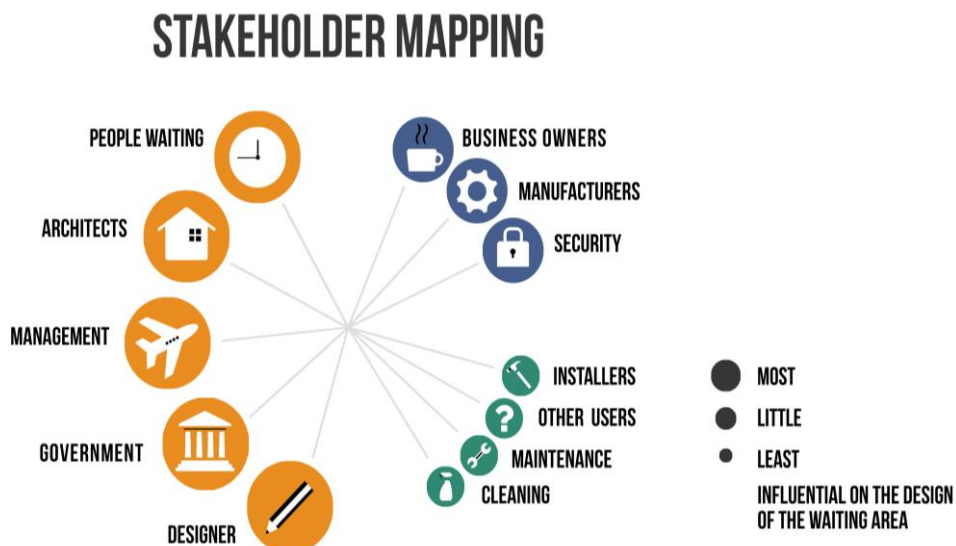 STAKEHOLDER MAPPING
PEOPLE WAITING
ARCHITECTS
MANAGEMENT
GOVERNMENT
DESIGNER
BUSINESS OWNERS
MANUFACTURERS
SECURITY
INSTALLERS
OTHER USERS
?
MAINTENANCE
CLEANING
MOST
LITTLE
LEAST
INFLUENTIAL ON THE DESIGN
OF THE WAITING AREA